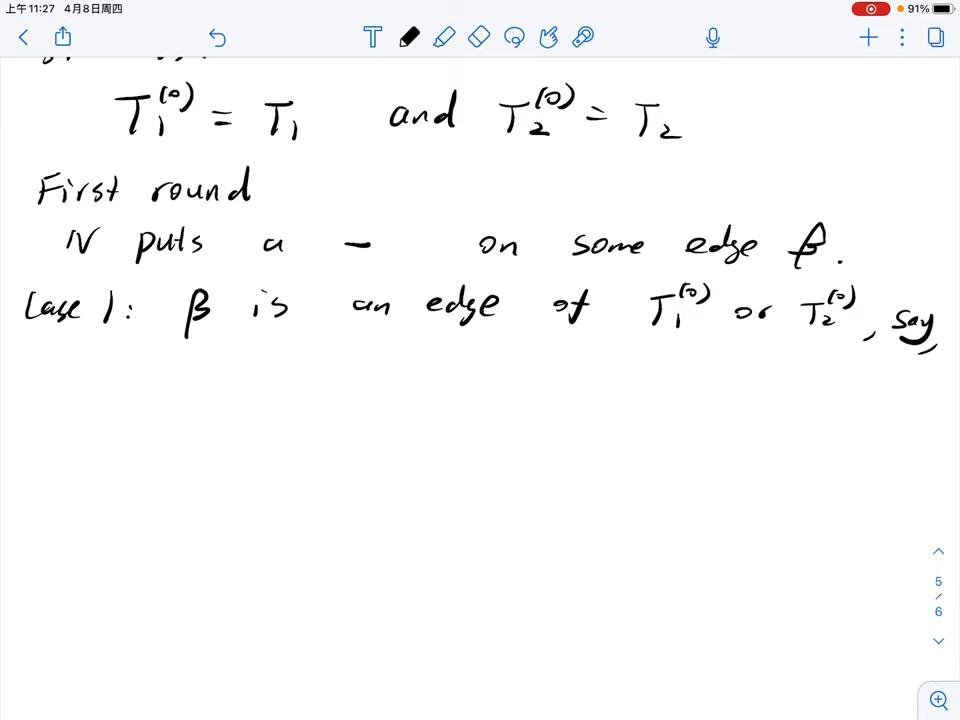 上午11:27 4月8日周四
91%
T₁⁽⁰⁾ = T₁ and T₂⁽⁰⁾ = T₂
First round
N puts a − on some edge β.
Case 1: β is an edge of T₁⁽⁰⁾ or T₂⁽⁰⁾, say,
5
/
6